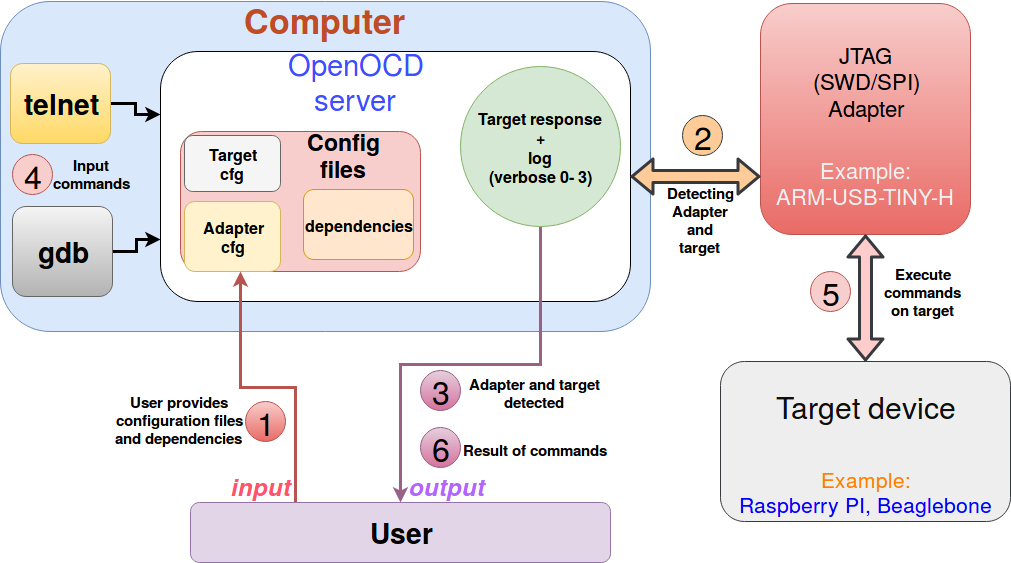 Computer
OpenOCD
server
telnet
4
Input
commands
gdb
Config
files
Target
cfg
Adapter
cfg
dependencies
Target response
+
log
(verbose 0- 3)
2
Detecting
Adapter
and
target
JTAG
(SWD/SPI)
Adapter
Example:
ARM-USB-TINY-H
5
Execute
commands
on target
Target device
Example:
Raspberry PI, Beaglebone
User provides
configuration files
and dependencies
1
3
Adapter and target
detected
6
Result of commands
input
output
User